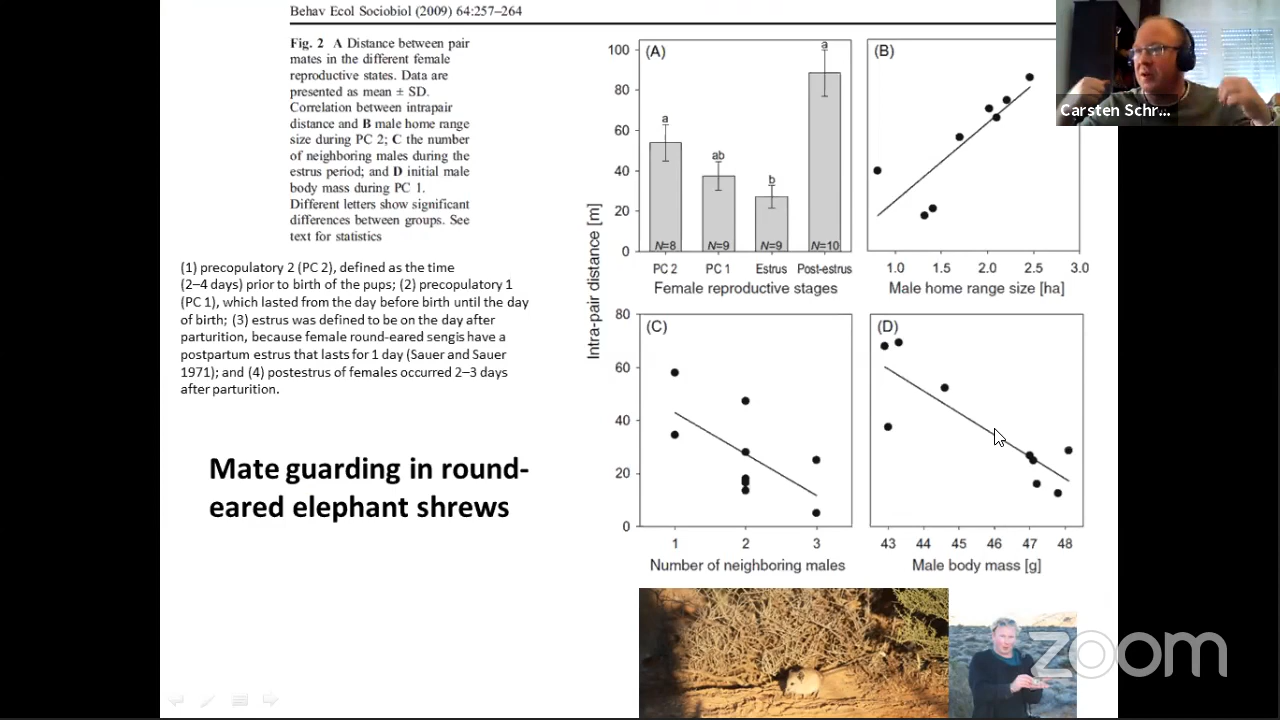 Behav Ecol Sociobiol (2009) 64:257–264
Fig. 2 A Distance between pair
mates in the different female
reproductive states. Data are
presented as mean ± SD.
Correlation between intrapair
distance and B male home range
size during PC 2; C the number
of neighboring males during the
estrus period; and D initial male
body mass during PC 1.
Different letters show significant
differences between groups. See
text for statistics
(1) precopulatory 2 (PC 2), defined as the time
(2–4 days) prior to birth of the pups; (2) precopulatory 1
(PC 1), which lasted from the day before birth until the day
of birth; (3) estrus was defined to be on the day after
parturition, because female round-eared sengis have a
postpartum estrus that lasts for 1 day (Sauer and Sauer
1971); and (4) postestrus of females occurred 2–3 days
after parturition.
Mate guarding in round-
eared elephant shrews
Intra-pair distance [m]
(A)
100
80
60
40
20
0
a
ab
b
a
N=8
N=9
N=9
N=10
PC 2
PC 1
Estrus
Post-estrus
Female reproductive stages
(B)
1.0
1.5
2.0
2.5
3.0
Male home range size [ha]
(C)
80
60
40
20
0
1
2
3
Number of neighboring males
(D)
43
44
45
46
47
48
Male body mass [g]
Carsten Schr...
zoom